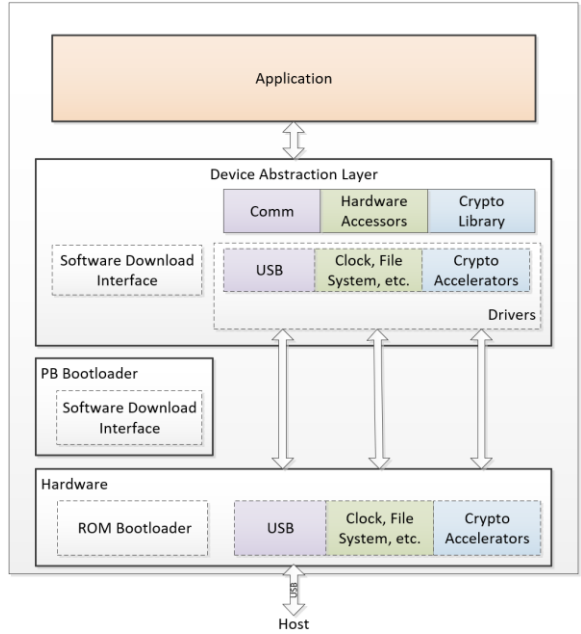 Application
Device Abstraction Layer
Comm
Hardware
Accessors
Crypto
Library
Software Download
Interface
USB
Clock, File
System, etc.
Crypto
Accelerators
Drivers
PB Bootloader
Software Download
Interface
Hardware
ROM Bootloader
USB
Clock, File
System, etc.
Crypto
Accelerators
USB
Host